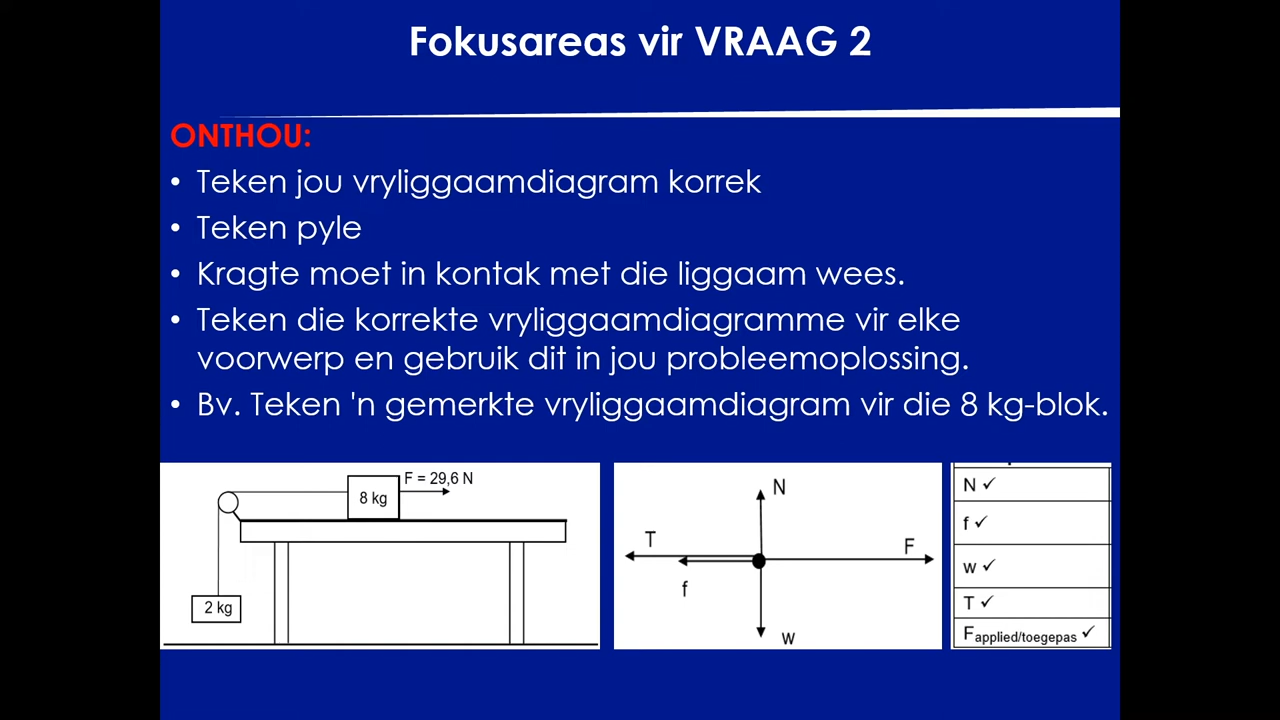 Fokusareas vir VRAAG 2
ONTHOU:
• Teken jou vryliggaamdiagram korrek
• Teken pyle
• Kragte moet in kontak met die liggaam wees.
• Teken die korrekte vryliggaamdiagramme vir elke
voorwerp en gebruik dit in jou probleemoplossing.
• Bv. Teken 'n gemerkte vryliggaamdiagram vir die 8 kg-blok.
F = 29,6 N
8 kg
2 kg
N
T
F
f
w
N ✓
f ✓
w ✓
T ✓
Fapplied/toegepas ✓